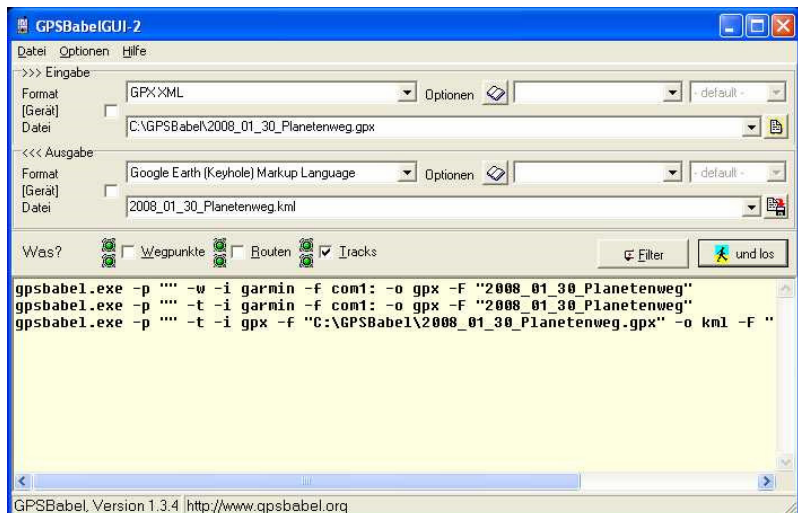 GPSBabelGUI-2
Datei Optionen Hilfe
>>> Eingabe
Format GPX XML Optionen - default -
[Gerät]
Datei C:\GPSBabel\2008_01_30_Planetenweg.gpx
<<< Ausgabe
Format Google Earth (Keyhole) Markup Language Optionen - default -
[Gerät]
Datei 2008_01_30_Planetenweg.kml
Was? Wegpunkte Routen Tracks Filter und los
gpsbabel.exe -p "" -w -i garmin -f com1: -o gpx -F "2008_01_30_Planetenweg"
gpsbabel.exe -p "" -t -i garmin -f com1: -o gpx -F "2008_01_30_Planetenweg"
gpsbabel.exe -p "" -t -i gpx -f "C:\GPSBabel\2008_01_30_Planetenweg.gpx" -o kml -F "
GPSBabel, Version 1.3.4 http://www.gpsbabel.org